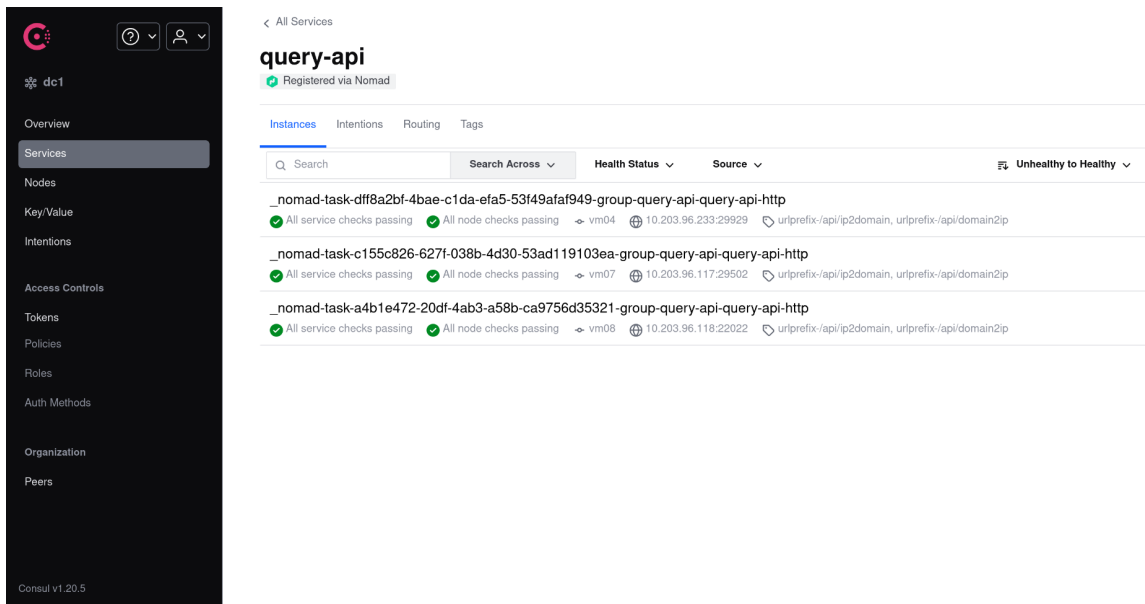 dc1
Overview
Services
Nodes
Key/Value
Intentions
Access Controls
Tokens
Policies
Roles
Auth Methods
Organization
Peers
Consul v1.20.5
All Services
query-api
Registered via Nomad
Instances Intentions Routing Tags
Search Search Across Health Status Source Unhealthy to Healthy
_nomad-task-dff8a2bf-4bae-c1da-efa5-53f49afaf949-group-query-api-query-api-http
All service checks passing All node checks passing vm04 10.203.96.233:29929 urlprefix-/api/ip2domain, urlprefix-/api/domain2ip
_nomad-task-c155c826-627f-038b-4d30-53ad119103ea-group-query-api-query-api-http
All service checks passing All node checks passing vm07 10.203.96.117:29502 urlprefix-/api/ip2domain, urlprefix-/api/domain2ip
_nomad-task-a4b1e472-20df-4ab3-a58b-ca9756d35321-group-query-api-query-api-http
All service checks passing All node checks passing vm08 10.203.96.118:22022 urlprefix-/api/ip2domain, urlprefix-/api/domain2ip